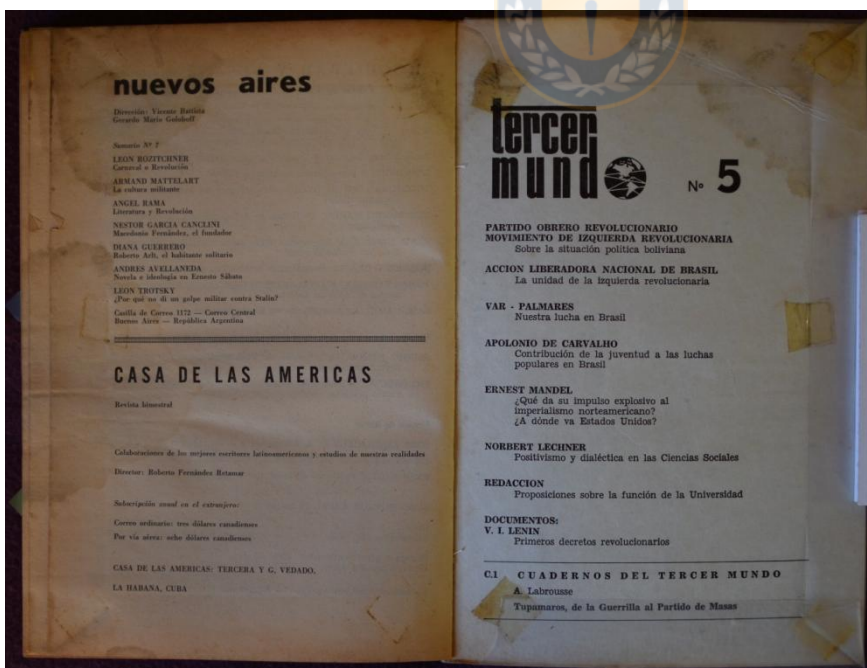 nuevos aires
Dirección: Vicente Battista
Gerardo Mario Goloboff
Sumario Nº 2
LEON ROZITCHNER
Carnaval o Revolución
ARMAND MATTELART
La cultura militante
ANGEL RAMA
Literatura y Revolución
NESTOR GARCIA CANCLINI
Macedonio Fernández, el fundador
DIANA GUERRERO
Roberto Arlt, el habitante solitario
ANDRES AVELLANEDA
Novela e ideología en Ernesto Sábato
LEON TROTSKY
¿Por qué no di un golpe militar contra Stalin?
Casilla de Correo 1172 — Correo Central
Buenos Aires — República Argentina
CASA DE LAS AMERICAS
Revista bimestral
Colaboraciones de los mejores escritores latinoamericanos y estudios de nuestras realidades
Director: Roberto Fernández Retamar
Subscripción anual en el extranjero:
Correo ordinario: tres dólares canadienses
Por vía aérea: ocho dólares canadienses
CASA DE LAS AMERICAS: TERCERA Y G, VEDADO,
LA HABANA, CUBA
tercer
mundo
Nº 5
PARTIDO OBRERO REVOLUCIONARIO
MOVIMIENTO DE IZQUIERDA REVOLUCIONARIA
Sobre la situación política boliviana
ACCION LIBERADORA NACIONAL DE BRASIL
La unidad de la izquierda revolucionaria
VAR - PALMARES
Nuestra lucha en Brasil
APOLONIO DE CARVALHO
Contribución de la juventud a las luchas
populares en Brasil
ERNEST MANDEL
¿Qué da su impulso explosivo al
imperialismo norteamericano?
¿A dónde va Estados Unidos?
NORBERT LECHNER
Positivismo y dialéctica en las Ciencias Sociales
REDACCION
Proposiciones sobre la función de la Universidad
DOCUMENTOS:
V. I. LENIN
Primeros decretos revolucionarios
C.1 CUADERNOS DEL TERCER MUNDO
A. Labrousse
Tupamaros, de la Guerrilla al Partido de Masas